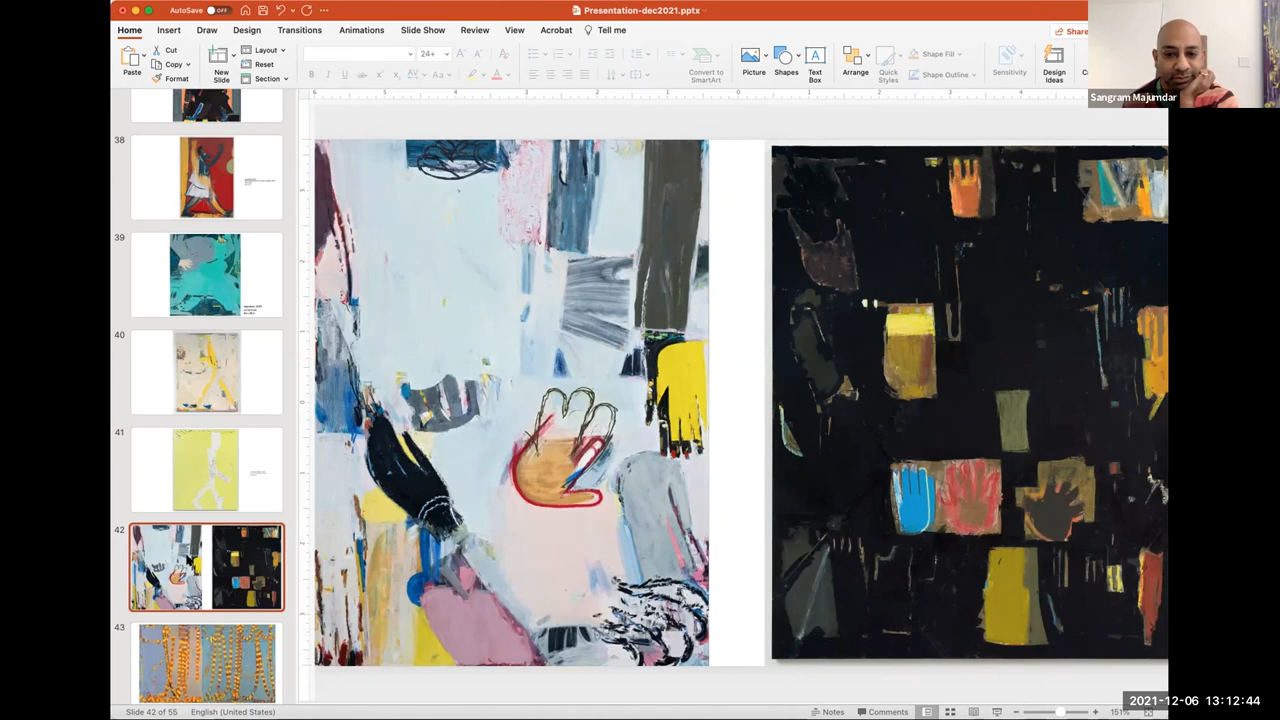 AutoSave OFF
Presentation-dec2021.pptx
Home Insert Draw Design Transitions Animations Slide Show Review View Acrobat Tell me
Share
Paste
Cut
Copy
Format
New Slide
Layout
Reset
Section
24+
Convert to SmartArt
Picture
Shapes
Text Box
Arrange
Quick Styles
Shape Fill
Shape Outline
Sensitivity
Design Ideas
Sangram Majumdar
38
39
40
41
42
43
Slide 42 of 55
English (United States)
Notes
Comments
151%
2021-12-06 13:12:44